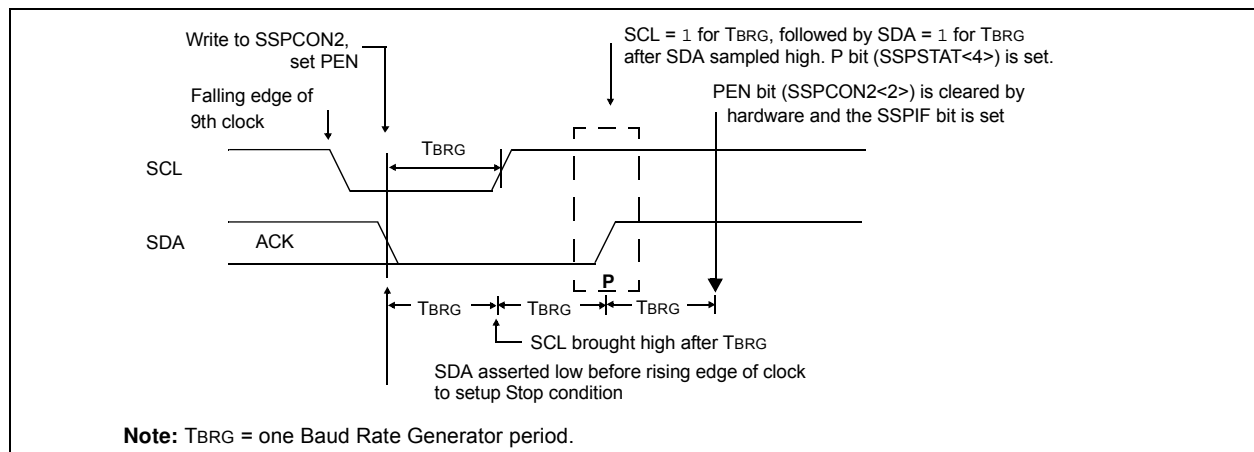 Write to SSPCON2,
set PEN
SCL = 1 for TBRG, followed by SDA = 1 for TBRG
after SDA sampled high. P bit (SSPSTAT<4>) is set.
Falling edge of
9th clock
PEN bit (SSPCON2<2>) is cleared by
hardware and the SSPIF bit is set
TBRG
SCL
SDA
ACK
P
TBRG
TBRG
TBRG
SCL brought high after TBRG
SDA asserted low before rising edge of clock
to setup Stop condition
Note: TBRG = one Baud Rate Generator period.